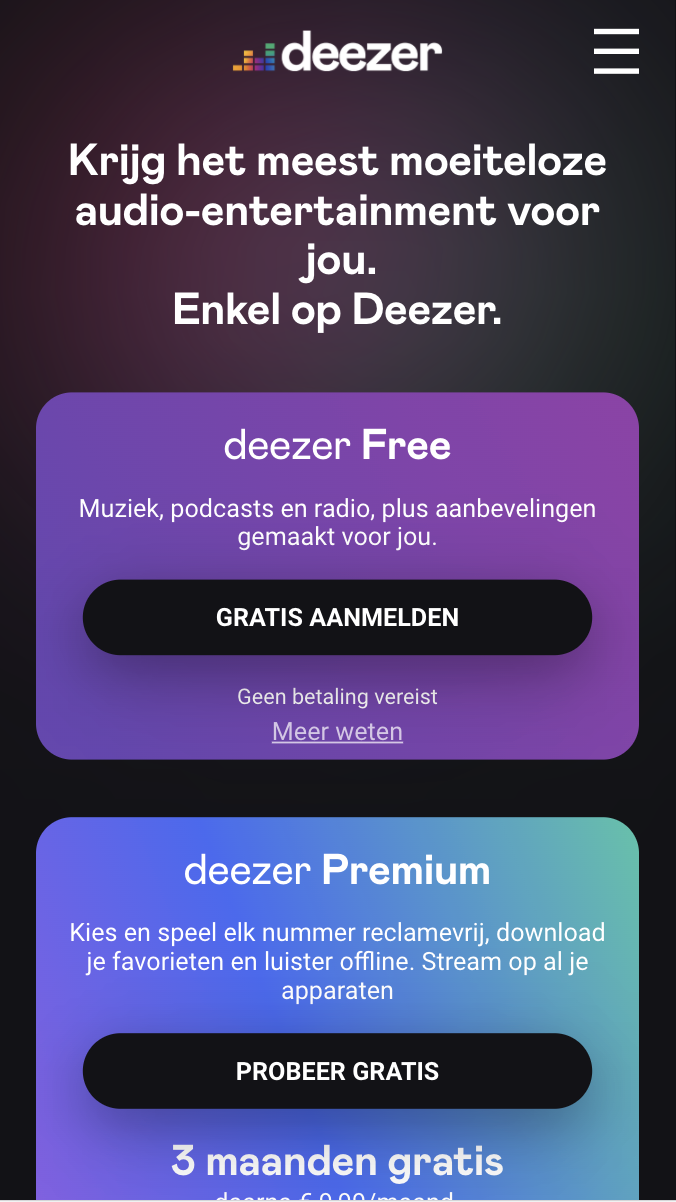 deezer
Krijg het meest moeiteloze
audio-entertainment voor
jou.
Enkel op Deezer.
deezer Free
Muziek, podcasts en radio, plus aanbevelingen
gemaakt voor jou.
GRATIS AANMELDEN
Geen betaling vereist
Meer weten
deezer Premium
Kies en speel elk nummer reclamevrij, download
je favorieten en luister offline. Stream op al je
apparaten
PROBEER GRATIS
3 maanden gratis